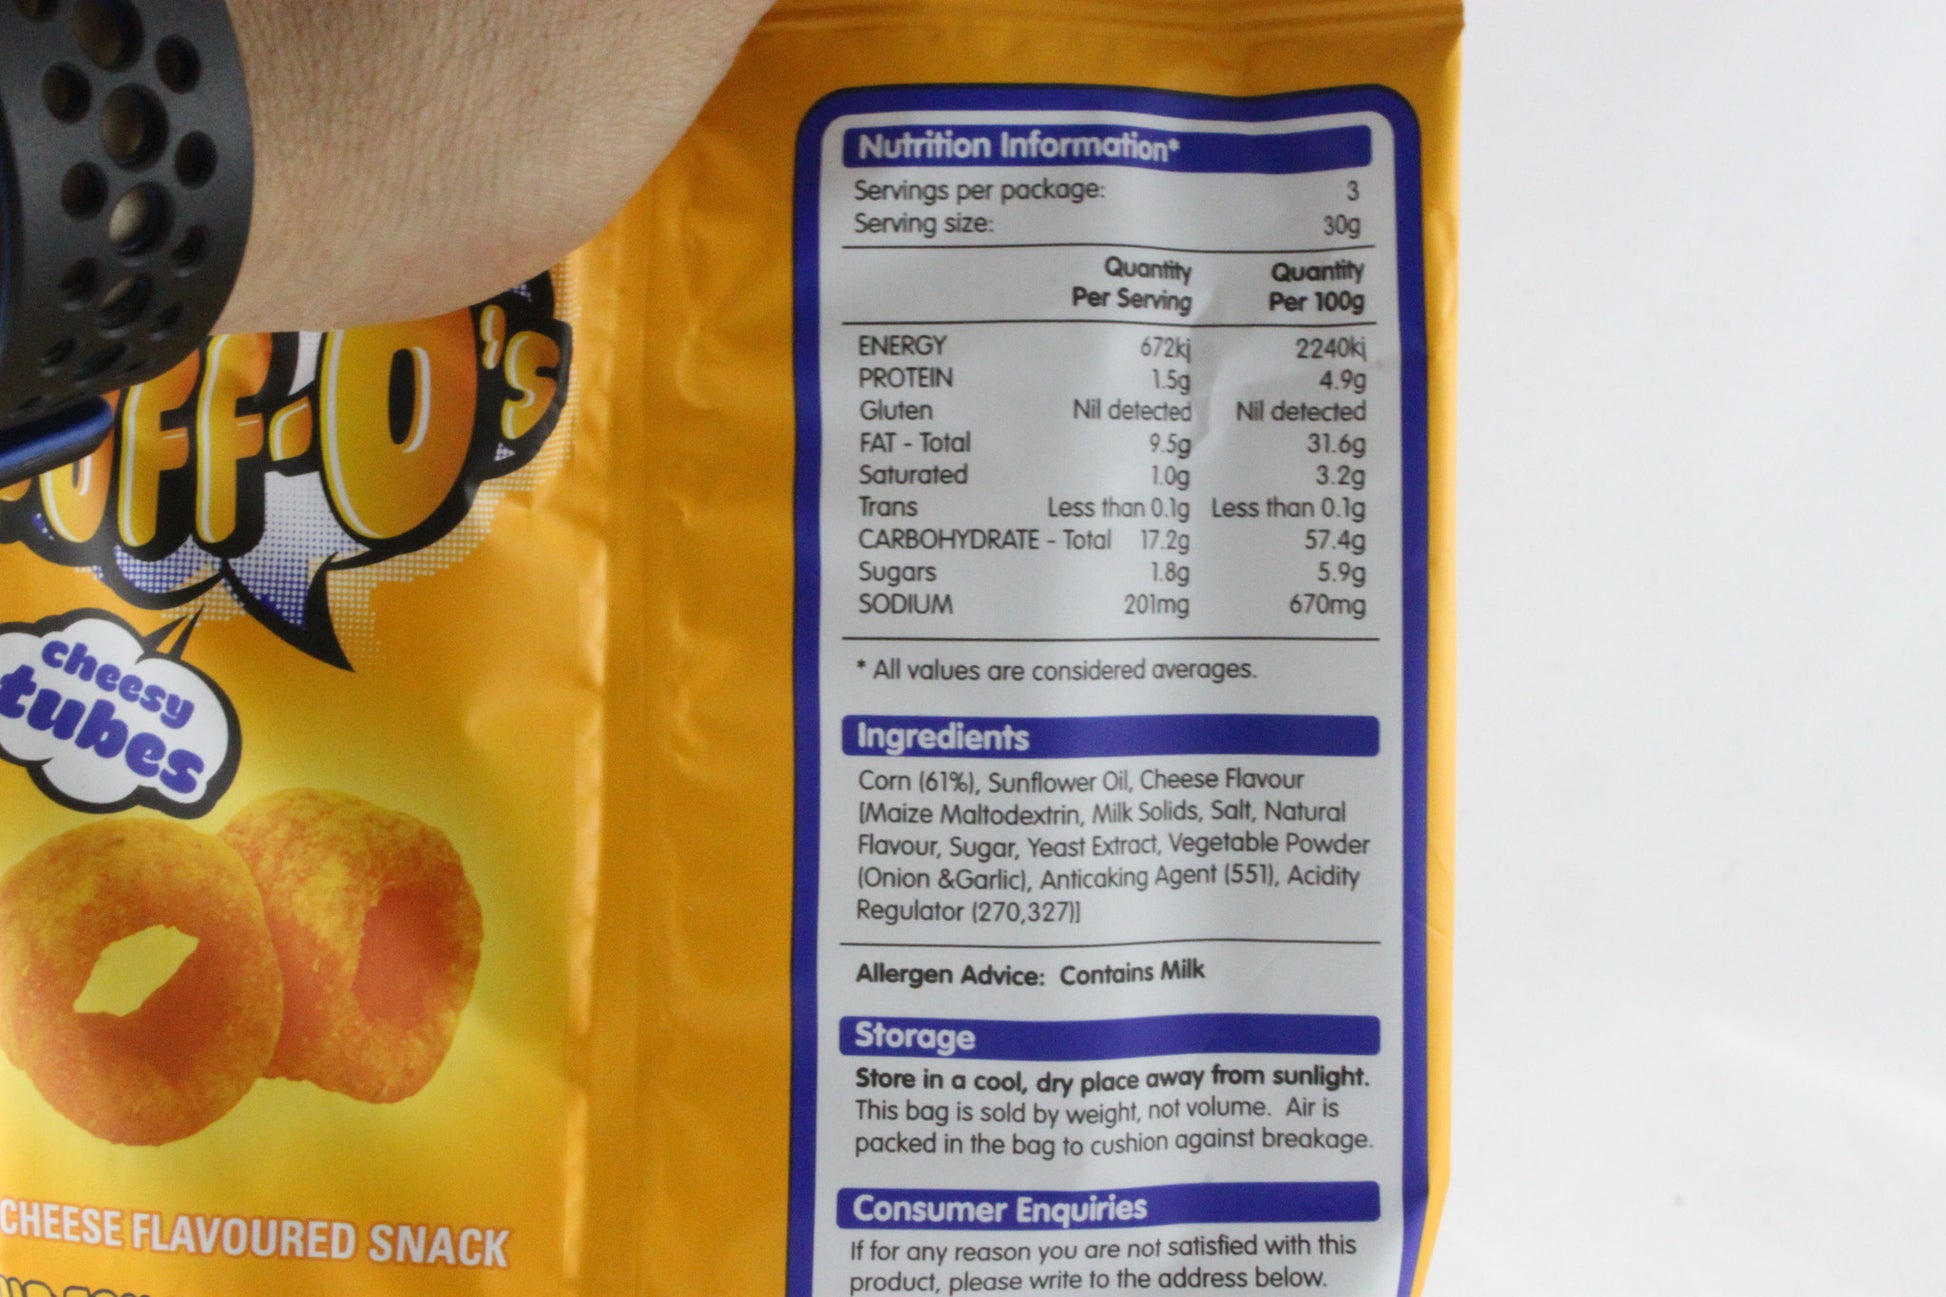 UFF-O's
cheesy
tubes
CHEESE FLAVOURED SNACK
Nutrition Information*
Servings per package: 3
Serving size: 30g
Quantity Quantity
Per Serving Per 100g
ENERGY 672kj 2240kj
PROTEIN 1.5g 4.9g
Gluten Nil detected Nil detected
FAT - Total 9.5g 31.6g
Saturated 1.0g 3.2g
Trans Less than 0.1g Less than 0.1g
CARBOHYDRATE - Total 17.2g 57.4g
Sugars 1.8g 5.9g
SODIUM 201mg 670mg
* All values are considered averages.
Ingredients
Corn (61%), Sunflower Oil, Cheese Flavour
[Maize Maltodextrin, Milk Solids, Salt, Natural
Flavour, Sugar, Yeast Extract, Vegetable Powder
(Onion &Garlic), Anticaking Agent (551), Acidity
Regulator (270,327)]
Allergen Advice: Contains Milk
Storage
Store in a cool, dry place away from sunlight.
This bag is sold by weight, not volume. Air is
packed in the bag to cushion against breakage.
Consumer Enquiries
If for any reason you are not satisfied with this
product, please write to the address below.